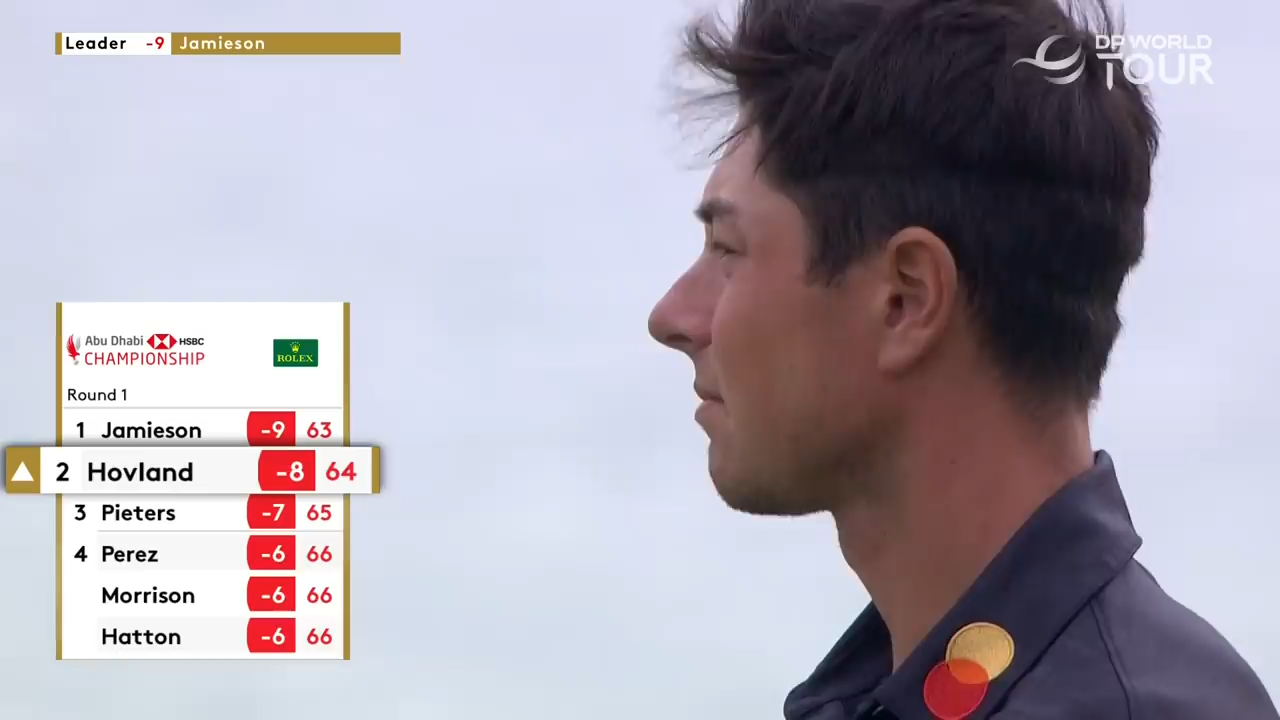 Leader -9 Jamieson
DP WORLD
TOUR
Abu Dhabi HSBC
CHAMPIONSHIP
ROLEX
Round 1
1 Jamieson -9 63
2 Hovland -8 64
3 Pieters -7 65
4 Perez -6 66
Morrison -6 66
Hatton -6 66